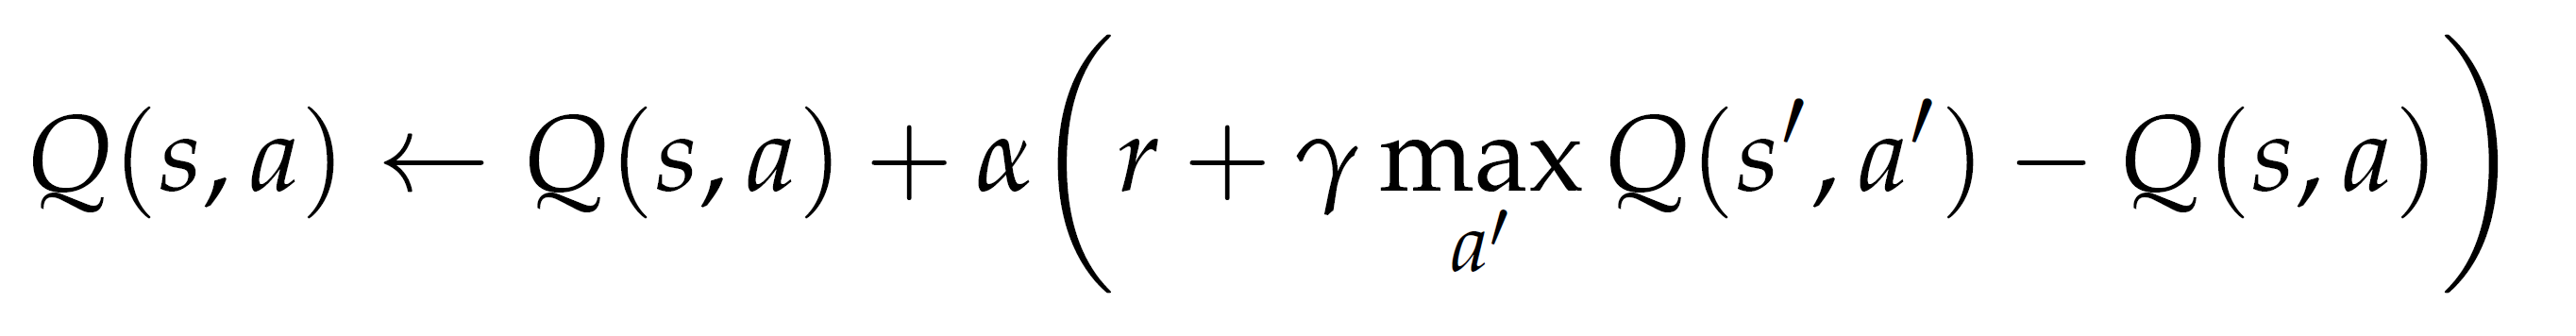 Q(s, a) ← Q(s, a) + α(r + γ max_{a′} Q(s′, a′) − Q(s, a))